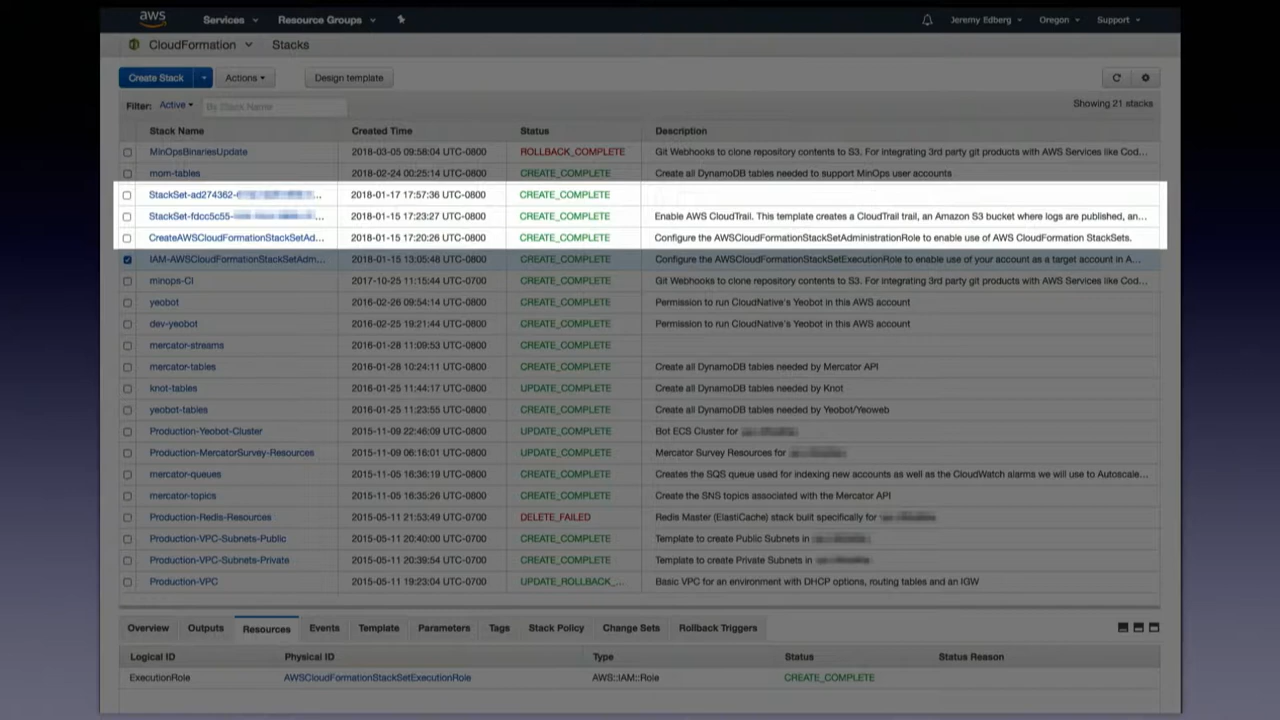 aws Services Resource Groups Jeremy Edberg Oregon Support
CloudFormation Stacks
Create Stack Actions Design template
Filter: Active By Stack Name Showing 21 stacks
Stack Name Created Time Status Description
MinOpsBinariesUpdate 2018-03-05 09:58:04 UTC-0800 ROLLBACK_COMPLETE Git Webhooks to clone repository contents to S3. For integrating 3rd party git products with AWS Services like Cod...
mom-tables 2018-02-24 00:25:14 UTC-0800 CREATE_COMPLETE Create all DynamoDB tables needed to support MinOps user accounts
StackSet-ad274362- ... 2018-01-17 17:57:36 UTC-0800 CREATE_COMPLETE
StackSet-fdcc5c55- ... 2018-01-15 17:23:27 UTC-0800 CREATE_COMPLETE Enable AWS CloudTrail. This template creates a CloudTrail trail, an Amazon S3 bucket where logs are published, an...
CreateAWSCloudFormationStackSetAd... 2018-01-15 17:20:26 UTC-0800 CREATE_COMPLETE Configure the AWSCloudFormationStackSetAdministrationRole to enable use of AWS CloudFormation StackSets.
IAM-AWSCloudFormationStackSetAdm... 2018-01-15 13:05:48 UTC-0800 CREATE_COMPLETE Configure the AWSCloudFormationStackSetExecutionRole to enable use of your account as a target account in A...
minops-CI 2017-10-25 11:15:44 UTC-0700 CREATE_COMPLETE Git Webhooks to clone repository contents to S3. For integrating 3rd party git products with AWS Services like Cod...
yeobot 2016-02-26 09:54:14 UTC-0800 CREATE_COMPLETE Permission to run CloudNative's Yeobot in this AWS account
dev-yeobot 2016-02-25 19:21:44 UTC-0800 CREATE_COMPLETE Permission to run CloudNative's Yeobot in this AWS account
mercator-streams 2016-01-28 11:09:53 UTC-0800 CREATE_COMPLETE
mercator-tables 2016-01-28 10:24:11 UTC-0800 CREATE_COMPLETE Create all DynamoDB tables needed by Mercator API
knot-tables 2016-01-25 11:44:17 UTC-0800 UPDATE_COMPLETE Create all DynamoDB tables needed by Knot
yeobot-tables 2016-01-25 11:23:55 UTC-0800 CREATE_COMPLETE Create all DynamoDB tables needed by Yeobot/Yeoweb
Production-Yeobot-Cluster 2015-11-09 22:46:09 UTC-0800 UPDATE_COMPLETE Bot ECS Cluster for
Production-MercatorSurvey-Resources 2015-11-09 06:16:01 UTC-0800 UPDATE_COMPLETE Mercator Survey Resources for
mercator-queues 2015-11-05 16:36:19 UTC-0800 CREATE_COMPLETE Creates the SQS queue used for indexing new accounts as well as the CloudWatch alarms we will use to Autoscale...
mercator-topics 2015-11-05 16:35:26 UTC-0800 CREATE_COMPLETE Create the SNS topics associated with the Mercator API
Production-Redis-Resources 2015-05-11 21:53:49 UTC-0700 DELETE_FAILED Redis Master (ElastiCache) stack built specifically for
Production-VPC-Subnets-Public 2015-05-11 20:40:00 UTC-0700 CREATE_COMPLETE Template to create Public Subnets in
Production-VPC-Subnets-Private 2015-05-11 20:39:54 UTC-0700 CREATE_COMPLETE Template to create Private Subnets in
Production-VPC 2015-05-11 19:23:04 UTC-0700 UPDATE_ROLLBACK_... Basic VPC for an environment with DHCP options, routing tables and an IGW
Overview Outputs Resources Events Template Parameters Tags Stack Policy Change Sets Rollback Triggers
Logical ID Physical ID Type Status Status Reason
ExecutionRole AWSCloudFormationStackSetExecutionRole AWS::IAM::Role CREATE_COMPLETE